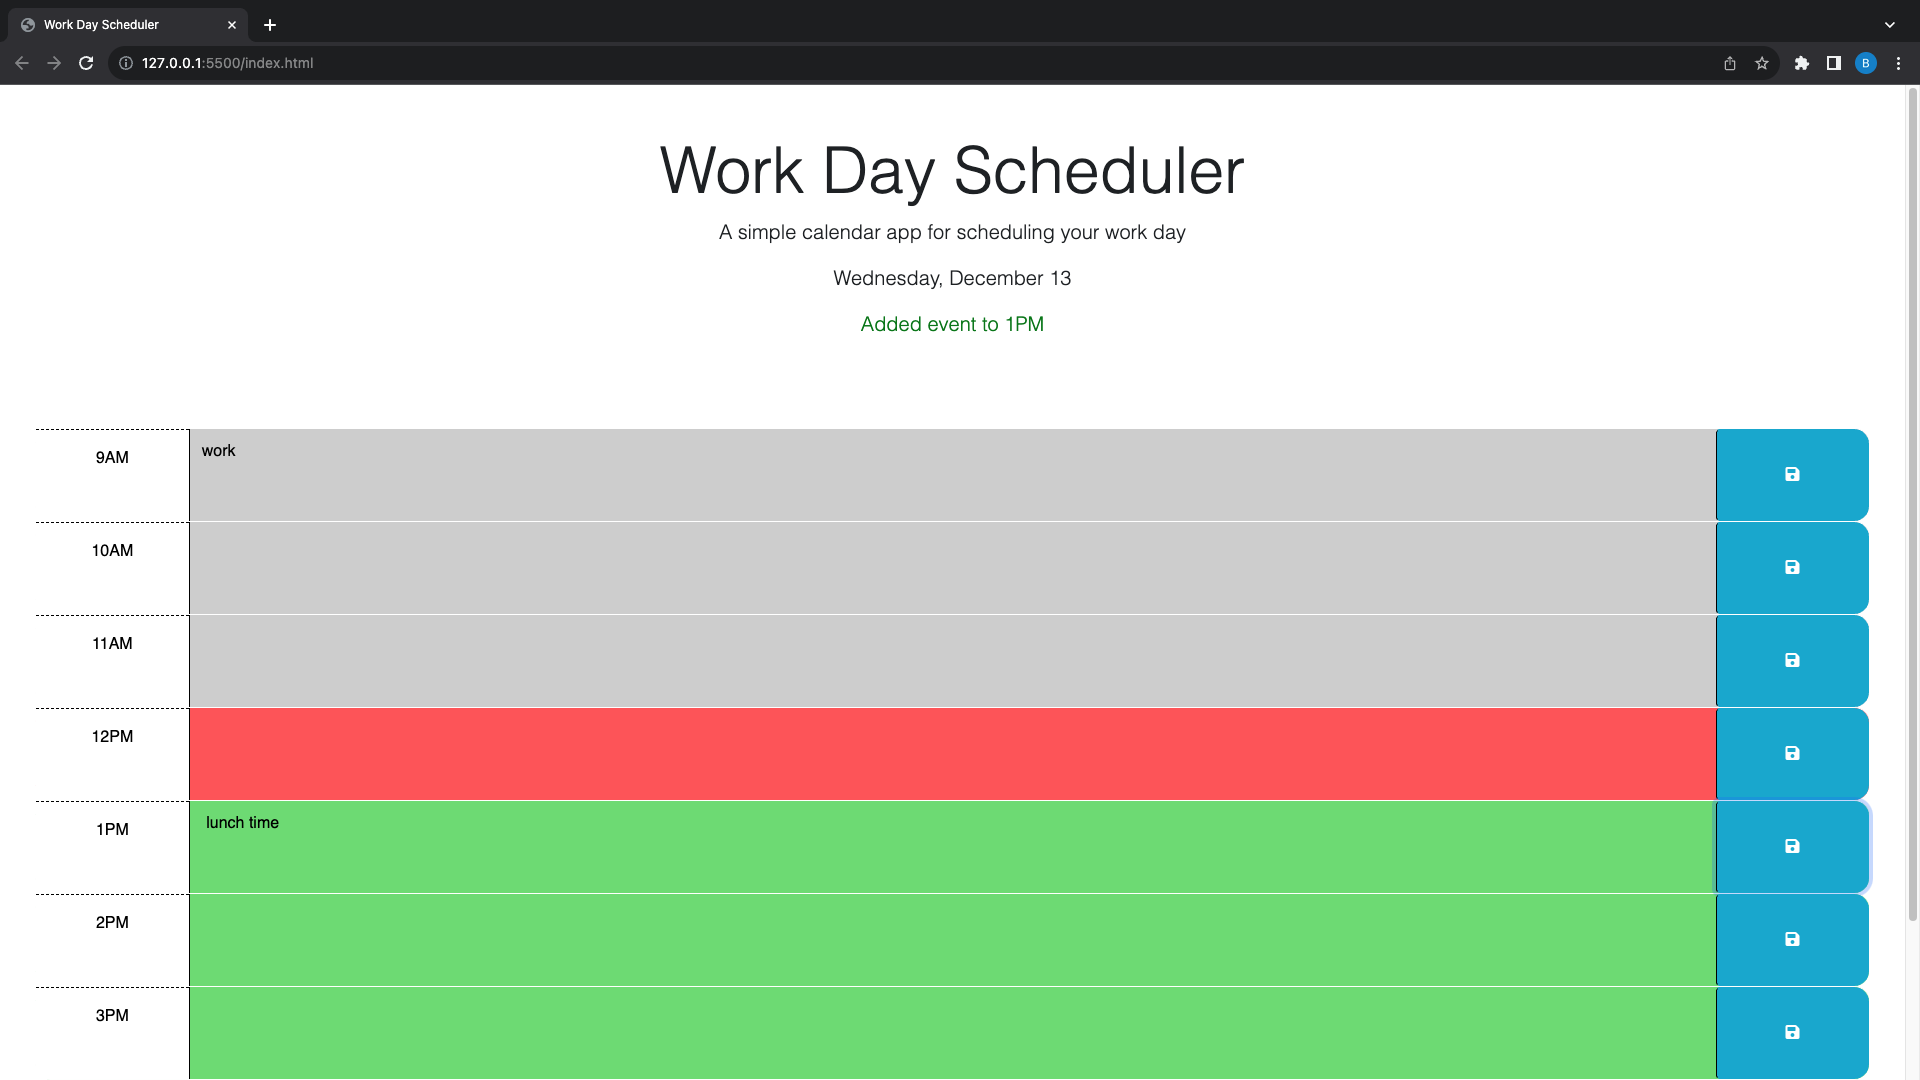 Work Day Scheduler
127.0.0.1:5500/index.html
B
Work Day Scheduler
A simple calendar app for scheduling your work day
Wednesday, December 13
Added event to 1PM
9AM
work
10AM
11AM
12PM
1PM
lunch time
2PM
3PM